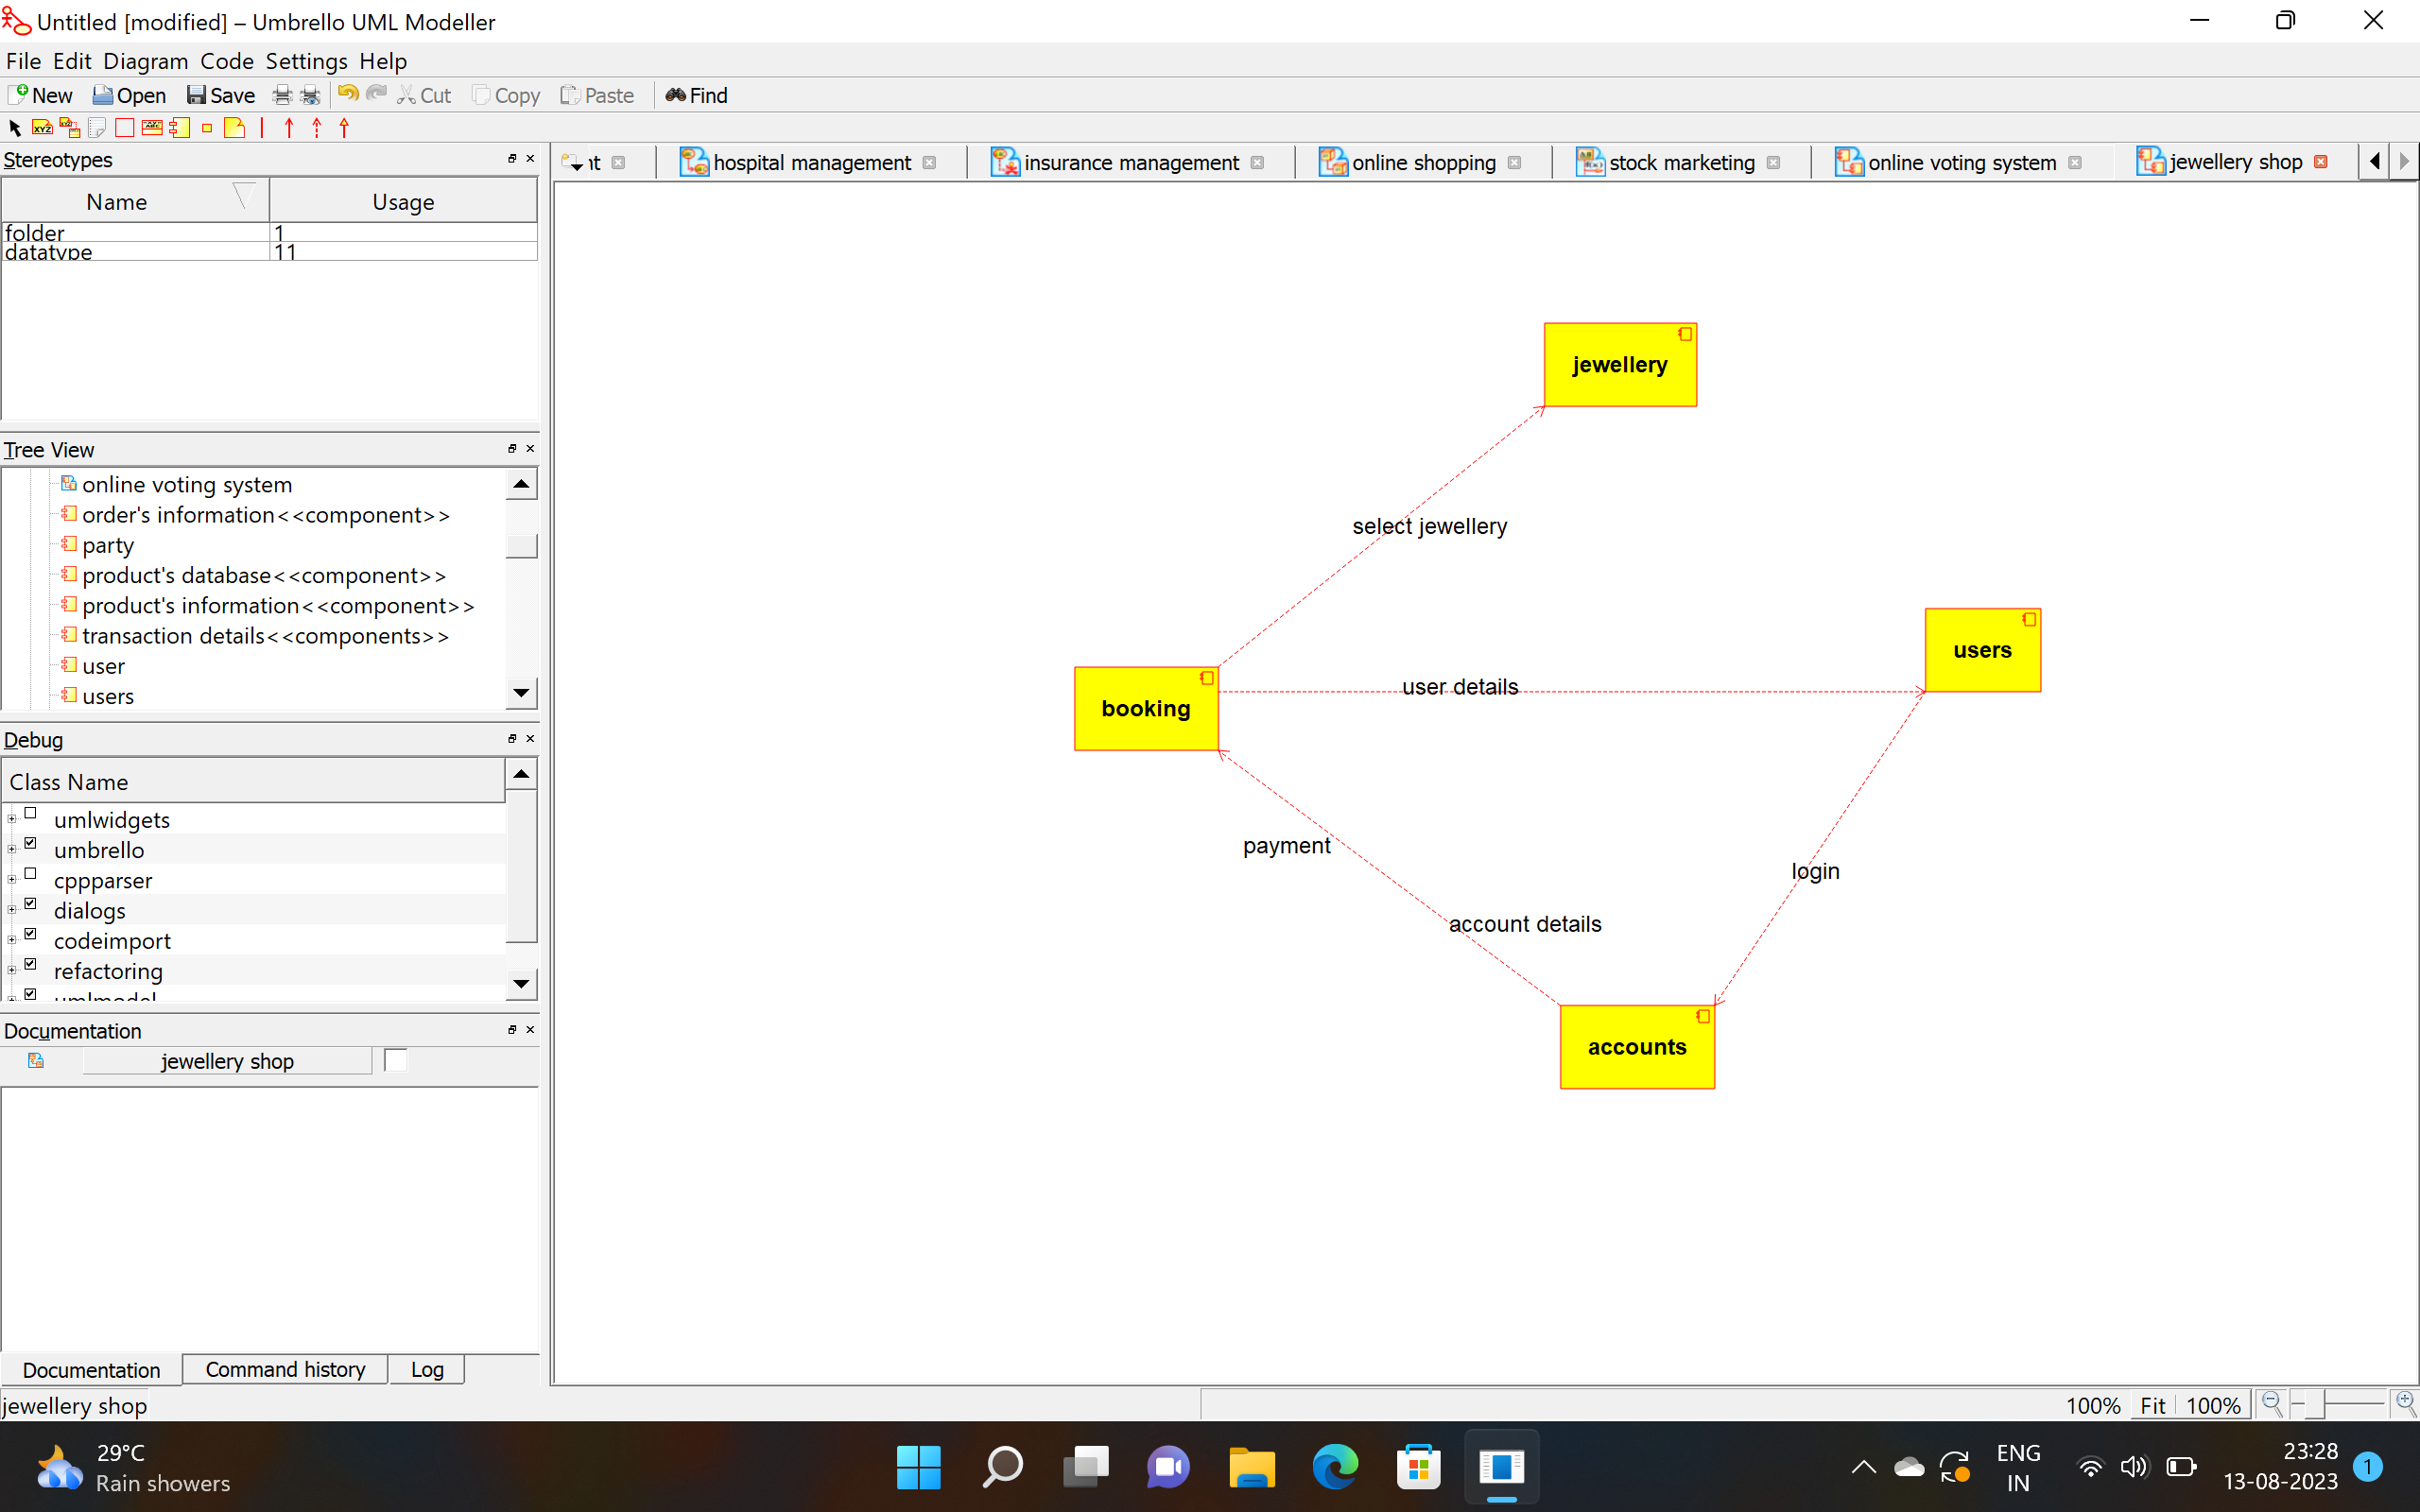 Untitled [modified] – Umbrello UML Modeller
File Edit Diagram Code Settings Help
New Open Save Cut Copy Paste Find
Stereotypes
nt hospital management insurance management online shopping stock marketing online voting system jewellery shop
Name Usage
folder 1
datatype 11
jewellery
Tree View
online voting system
order's information<<component>>
select jewellery
party
product's database<<component>>
product's information<<component>>
transaction details<<components>>
users
user
user details
users
booking
Debug
Class Name
umlwidgets
umbrello
payment
cppparser
login
dialogs
account details
codeimport
refactoring
umlmodel
Documentation
accounts
jewellery shop
Documentation Command history Log
jewellery shop
100% Fit 100%
29°C
Rain showers
ENG
IN
23:28
13-08-2023
1